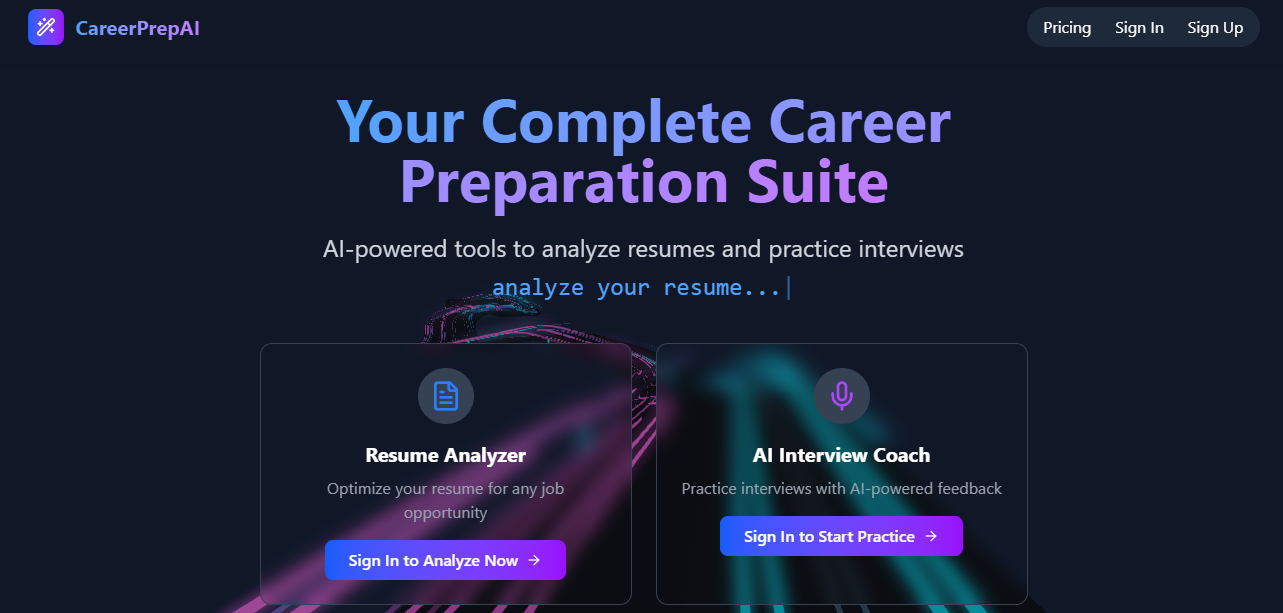 CareerPrepAI
Pricing
Sign In
Sign Up
Your Complete Career
Preparation Suite
AI-powered tools to analyze resumes and practice interviews
analyze your resume...
Resume Analyzer
Optimize your resume for any job
opportunity
Sign In to Analyze Now →
AI Interview Coach
Practice interviews with AI-powered feedback
Sign In to Start Practice →